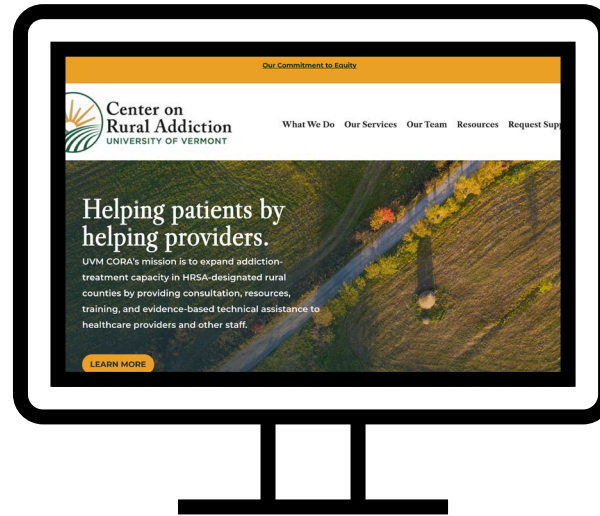 Our Commitment to Equity
Center on
Rural Addiction
UNIVERSITY OF VERMONT
What We Do Our Services Our Team Resources Request Supp
Helping patients by
helping providers.
UVM CORA's mission is to expand addiction-
treatment capacity in HRSA-designated rural
counties by providing consultation, resources,
training, and evidence-based technical assistance to
healthcare providers and other staff.
LEARN MORE